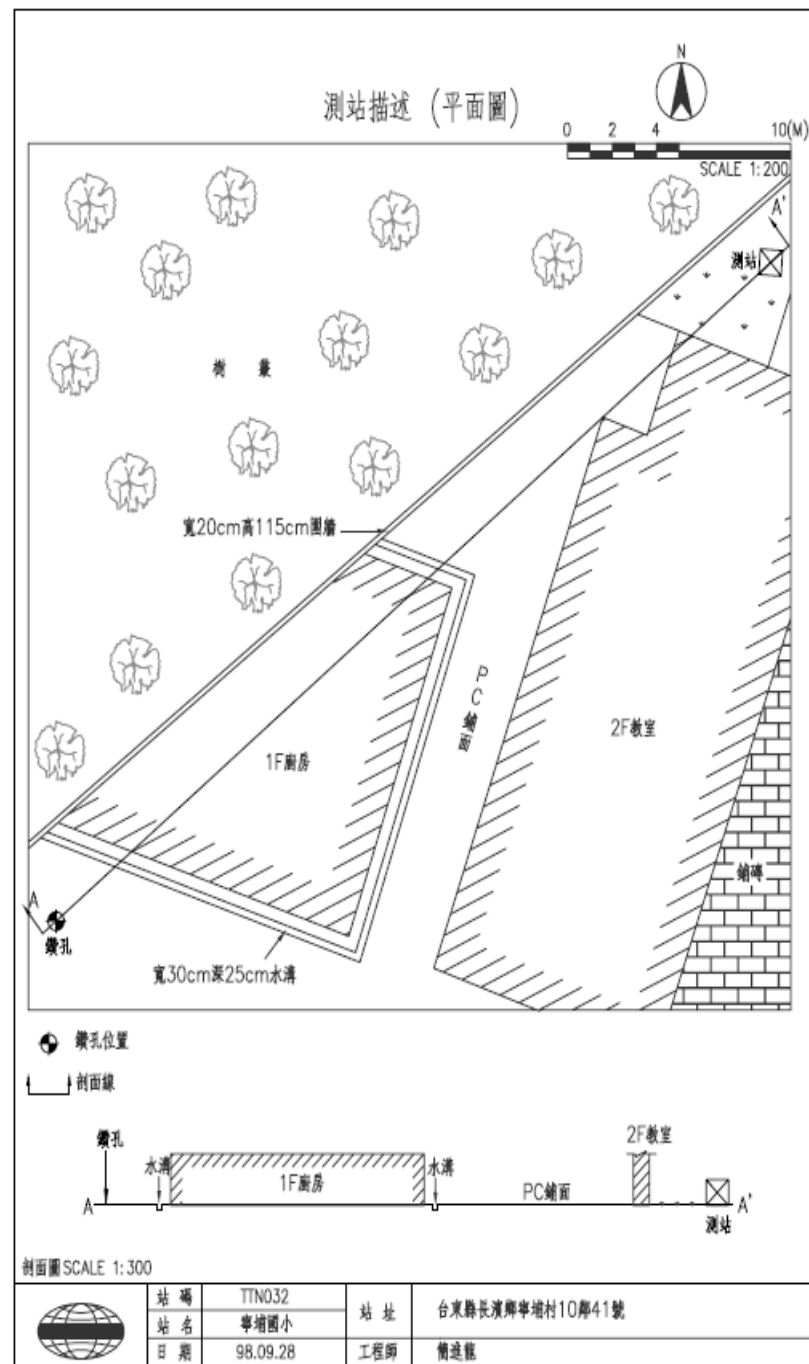 N
測站描述 (平面圖)
0 2 4 10(M)
SCALE 1:200
A'
測站
樹 叢
寬20cm高115cm圍牆
PC鋪面
2F教室
1F廚房
鋪磚
A
鑽孔
寬30cm深25cm水溝
鑽孔位置
剖面線
鑽孔
2F教室
水溝
水溝
1F廚房
PC鋪面
A
A'
測站
剖面圖SCALE 1:300
站 碼 TTN032 站 址 台東縣長濱鄉寧埔村10鄰41號
站 名 寧埔國小
日 期 98.09.28 工程師 簡進龍